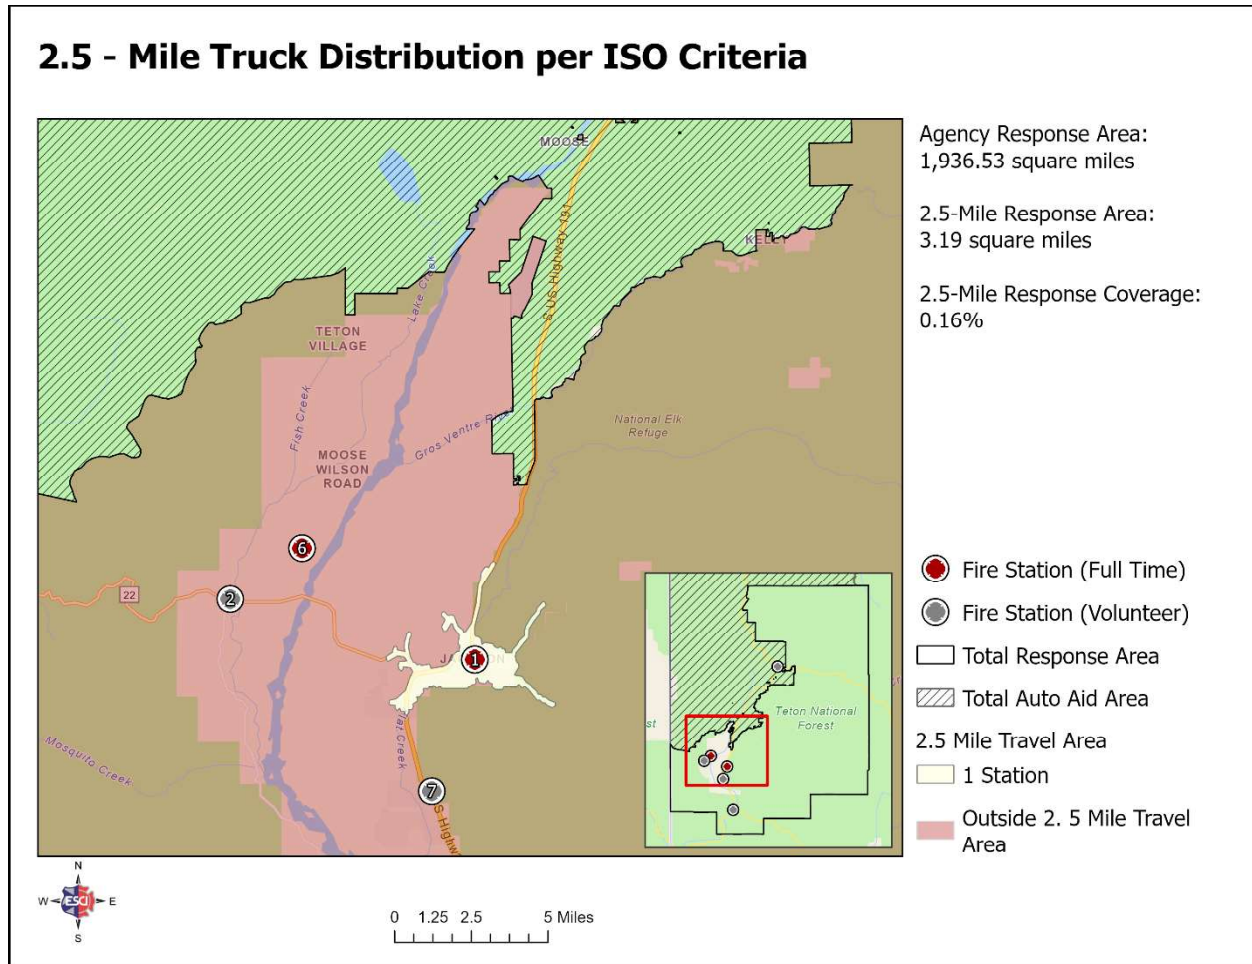 2.5 - Mile Truck Distribution per ISO Criteria
Agency Response Area:
1,936.53 square miles
2.5-Mile Response Area:
3.19 square miles
2.5-Mile Response Coverage:
0.16%
MOOSE
S US Highway 191
KELLY
Lake Creek
TETON
VILLAGE
Fish Creek
National Elk
Refuge
Gros Ventre
MOOSE
WILSON
ROAD
6
22
2
1
Flat Creek
Mosquito Creek
7
S Highway
Teton National
Forest
st
Fire Station (Full Time)
Fire Station (Volunteer)
Total Response Area
Total Auto Aid Area
2.5 Mile Travel Area
1 Station
Outside 2. 5 Mile Travel
Area
N
W E
ESCI
S
0 1.25 2.5 5 Miles